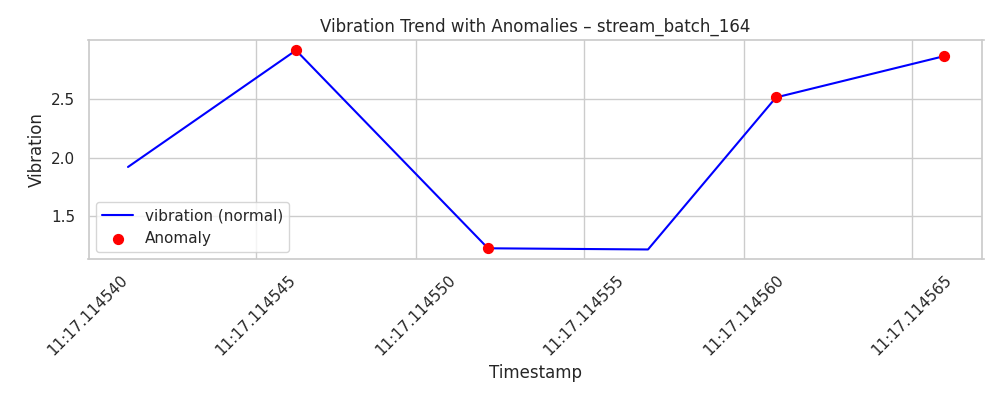 Vibration Trend with Anomalies – stream_batch_164
Vibration
2.5
2.0
1.5
vibration (normal)
Anomaly
11:17.114540
11:17.114545
11:17.114550
11:17.114555
11:17.114560
11:17.114565
Timestamp